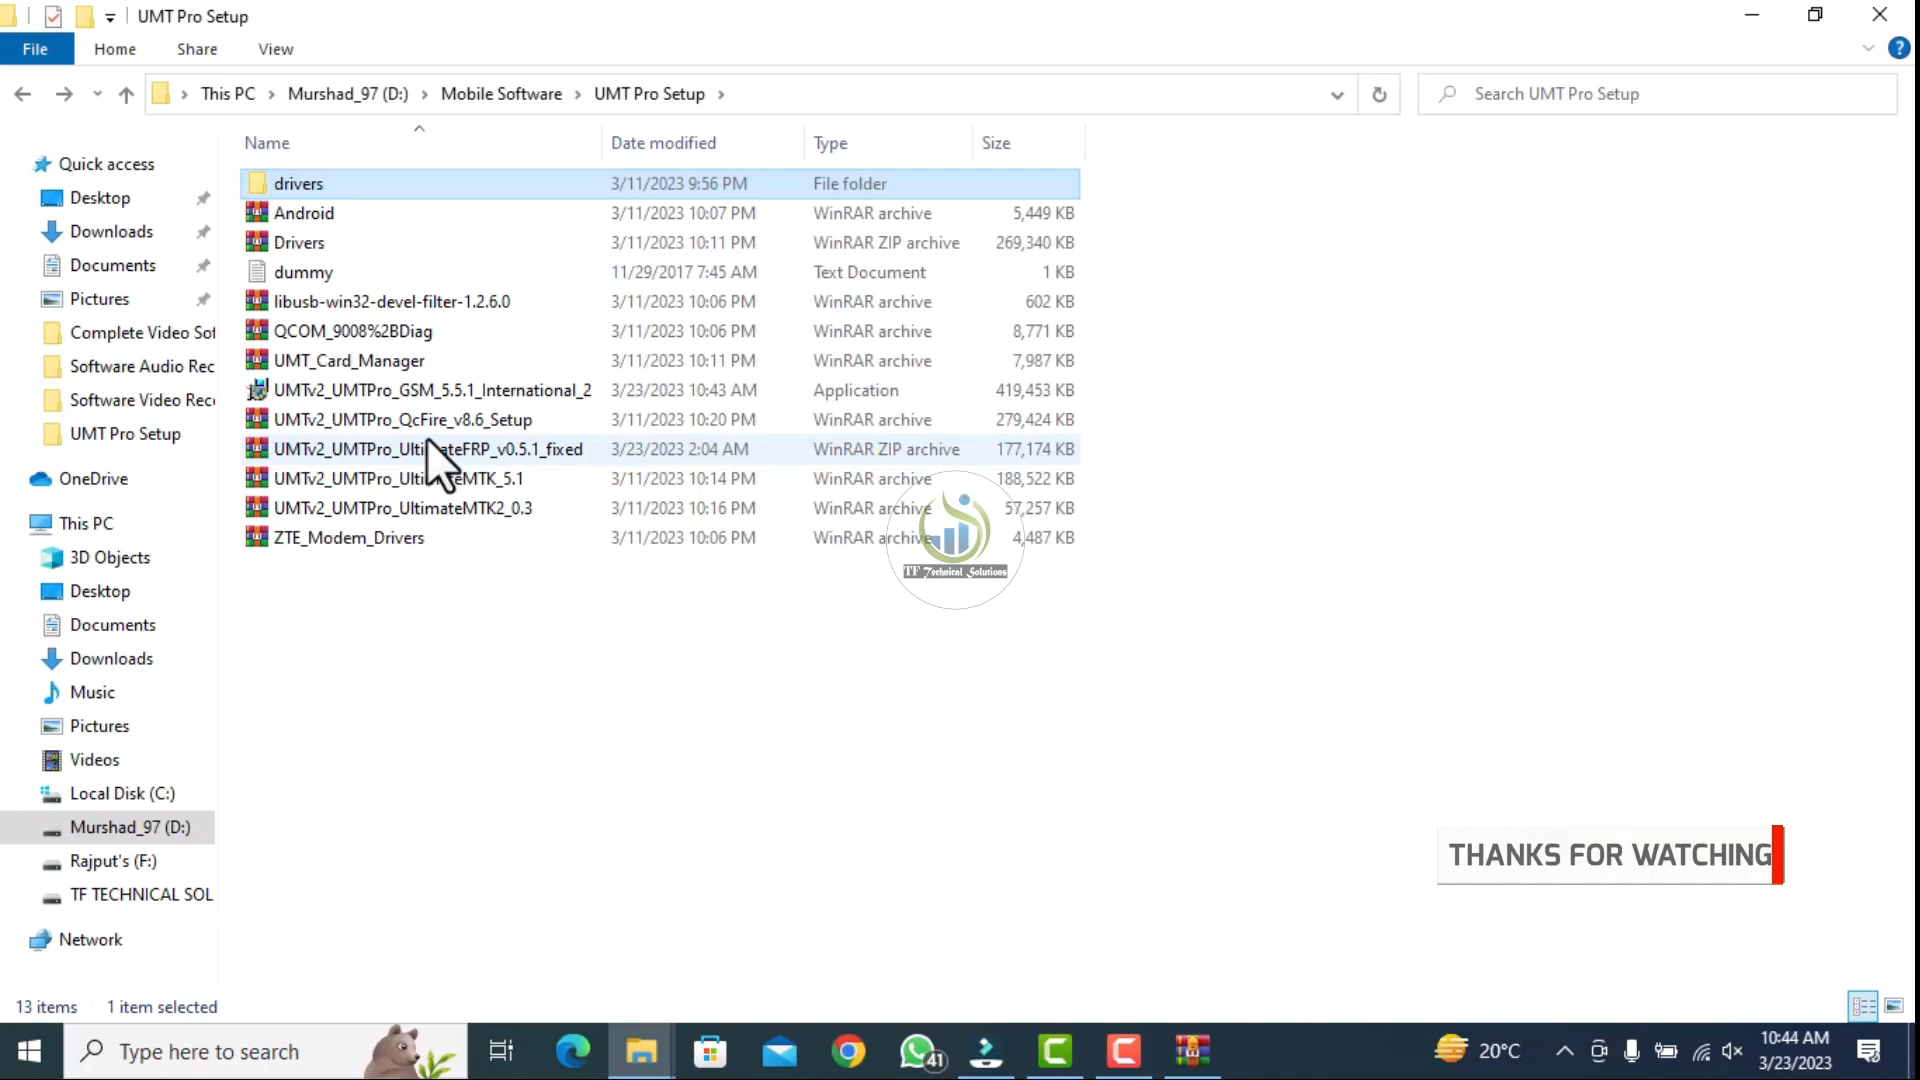 UMT Pro Setup
File Home Share View
This PC > Murshad_97 (D:) > Mobile Software > UMT Pro Setup >
Search UMT Pro Setup
Name Date modified Type Size
drivers 3/11/2023 9:56 PM File folder
Android 3/11/2023 10:07 PM WinRAR archive 5,449 KB
Drivers 3/11/2023 10:11 PM WinRAR ZIP archive 269,340 KB
dummy 11/29/2017 7:45 AM Text Document 1 KB
libusb-win32-devel-filter-1.2.6.0 3/11/2023 10:06 PM WinRAR archive 602 KB
QCOM_9008%2BDiag 3/11/2023 10:06 PM WinRAR archive 8,771 KB
UMT_Card_Manager 3/11/2023 10:11 PM WinRAR archive 7,987 KB
UMTv2_UMTPro_GSM_5.5.1_International_2 3/23/2023 10:43 AM Application 419,453 KB
UMTv2_UMTPro_QcFire_v8.6_Setup 3/11/2023 10:20 PM WinRAR archive 279,424 KB
UMTv2_UMTPro_UltimateFRP_v0.5.1_fixed 3/23/2023 2:04 AM WinRAR ZIP archive 177,174 KB
UMTv2_UMTPro_UltimateMTK_5.1 3/11/2023 10:14 PM WinRAR archive 188,522 KB
UMTv2_UMTPro_UltimateMTK2_0.3 3/11/2023 10:16 PM WinRAR archive 57,257 KB
ZTE_Modem_Drivers 3/11/2023 10:06 PM WinRAR archive 4,487 KB
Quick access
Desktop
Downloads
Documents
Pictures
Complete Video Sof
Software Audio Rec
Software Video Reco
UMT Pro Setup
OneDrive
This PC
3D Objects
Desktop
Documents
Downloads
Music
Pictures
Videos
Local Disk (C:)
Murshad_97 (D:)
Rajput's (F:)
TF TECHNICAL SOL
Network
TF Technical Solutions
THANKS FOR WATCHING
13 items 1 item selected
Type here to search
41
20°C
10:44 AM
3/23/2023